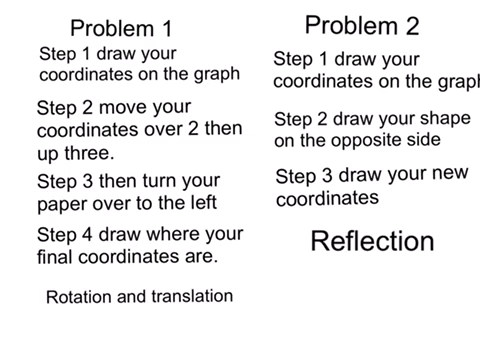 Problem 1
Step 1 draw your
coordinates on the graph
Step 2 move your
coordinates over 2 then
up three.
Step 3 then turn your
paper over to the left
Step 4 draw where your
final coordinates are.
Rotation and translation
Problem 2
Step 1 draw your
coordinates on the grap
Step 2 draw your shape
on the opposite side
Step 3 draw your new
coordinates
Reflection